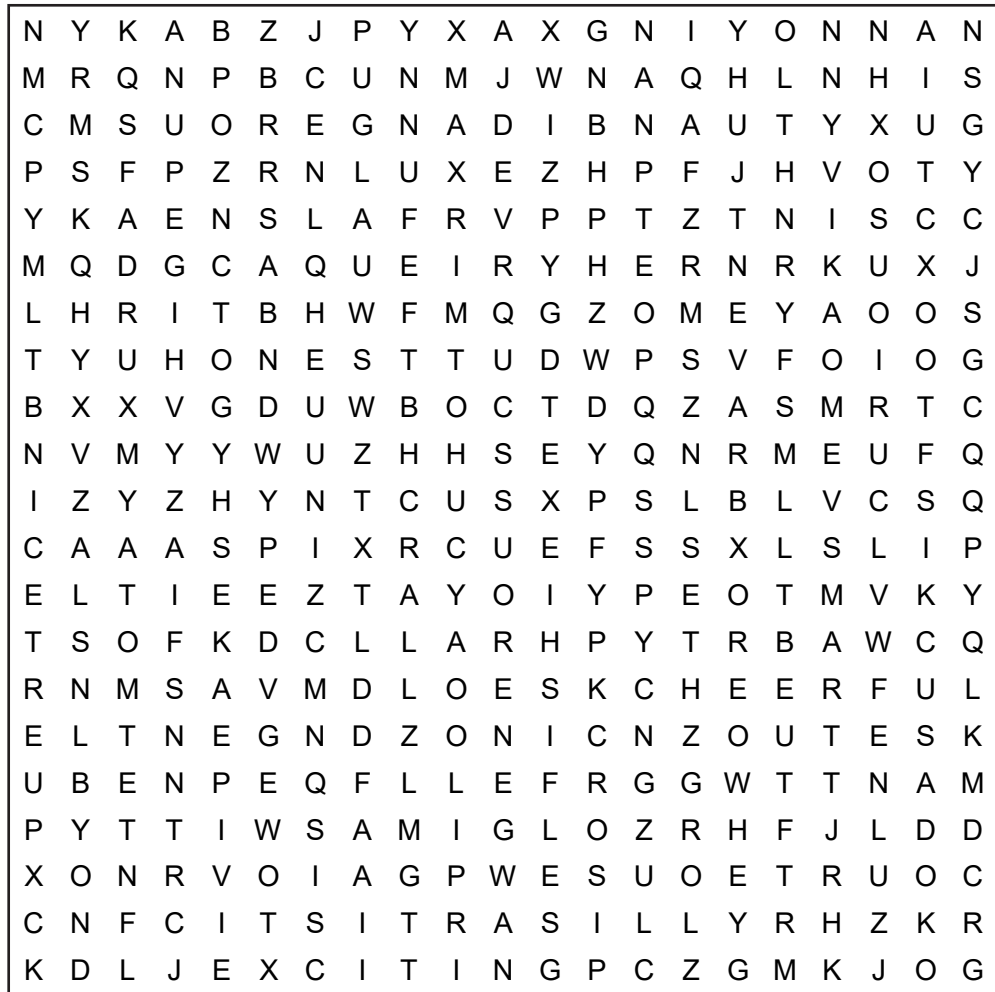 N Y K A B Z J P Y X A X G N I Y O N N A N
M R Q N P B C U N M J W N A Q H L N H I S
C M S U O R E G N A D I B N A U T Y X U G
P S F P Z R N L U X E Z H P F J H V O T Y
Y K A E N S L A F R V P P T Z T N I S C C
M Q D G C A Q U E I R Y H E R N R K U X J
L H R I T B H W F M Q G Z O M E Y A O O S
T Y U H O N E S T T U D W P S V F O I O G
B X X V G D U W B O C T D Q Z A S M R T C
N V M Y Y W U Z H H S E Y Q N R M E U F Q
I Z Y Z H Y N T C U S X P S L B L V C S Q
C A A A S P I X R C U E F S S X L S L I P
E L T I E E Z T A Y O I Y P E O T M V K Y
T S O F K D C L L A R H P Y T R B A W C Q
R N M S A V M D L O E S K C H E E R F U L
E L T N E G N D Z O N I C N Z O U T E S K
U B E N P E Q F L L E F R G G W T T N A M
P Y T T I W S A M I G L O Z R H F J L D D
X O N R V O I A G P W E S U O E T R U O C
C N F C I T S I T R A S I L L Y R H Z K R
K D L J E X C I T I N G P C Z G M K J O G